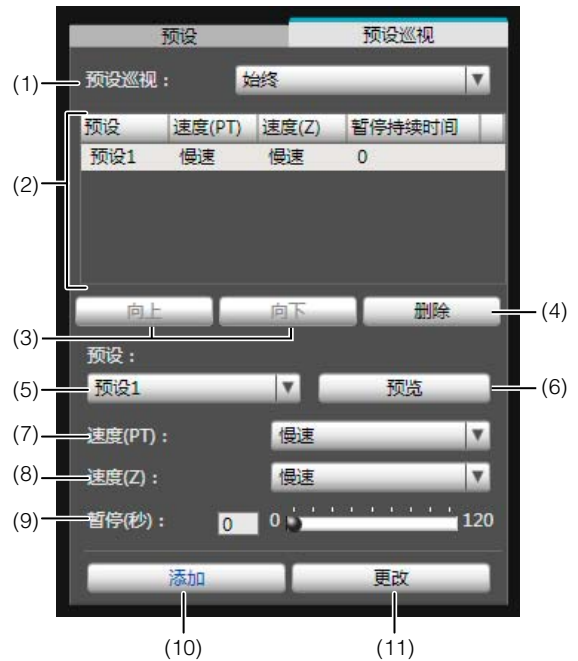 预设 预设巡视
(1) 预设巡视： 始终
预设 速度(PT) 速度(Z) 暂停持续时间
预设1 慢速 慢速 0
(2)
向上 向下 删除 (4)
(3)
预设：
(5) 预设1 预览 (6)
(7) 速度(PT)： 慢速
(8) 速度(Z)： 慢速
(9) 暂停(秒)： 0 0 120
添加 更改
(10) (11)